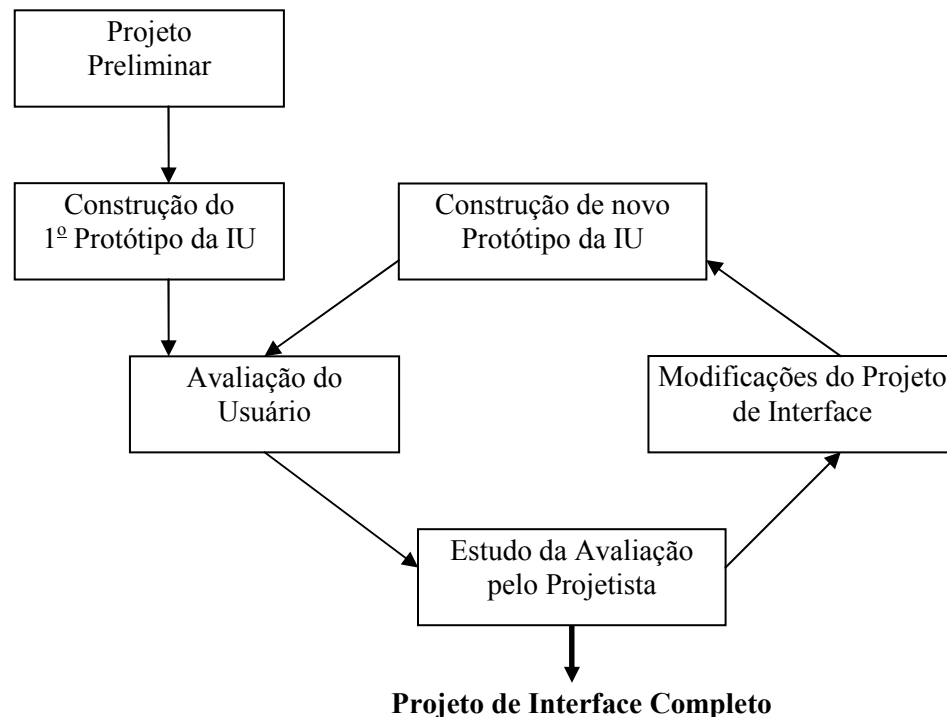 Projeto
Preliminar
Construção do
1º Protótipo da IU
Construção de novo
Protótipo da IU
Avaliação do
Usuário
Modificações do Projeto
de Interface
Estudo da Avaliação
pelo Projetista
Projeto de Interface Completo